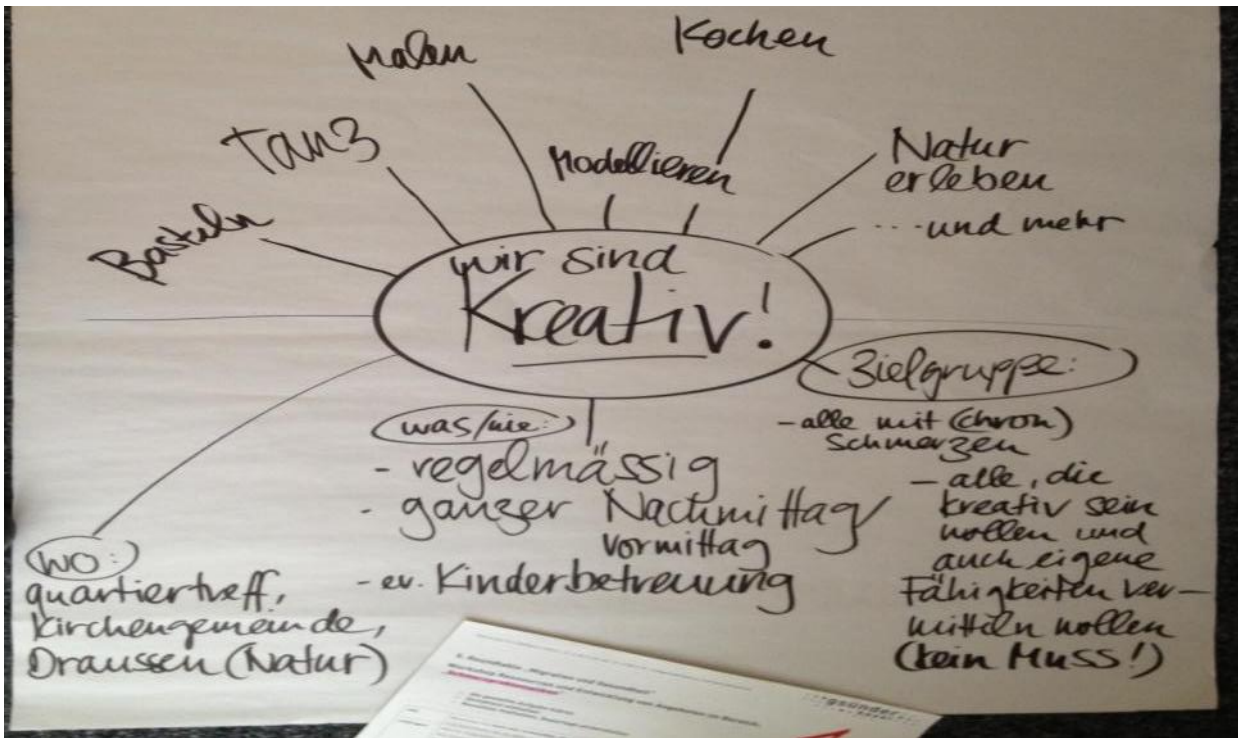 Kochen
Malen
Tanz
Modellieren
Natur
erleben
Basteln
....und mehr
wir sind
Kreativ!
Zielgruppe:
-alle mit (chron)
Schmerzen
- alle, die
kreativ sein
wollen und
auch eigene
Fähigkeiten ver-
mitteln wollen
(kein Muss!)
was/wie:
- regelmässig
- ganzer Nachmittag/
Vormittag
- ev. Kinderbetreuung
wo:
quartiertreff,
Kirchengemeinde,
Draussen (Natur)
gsünder